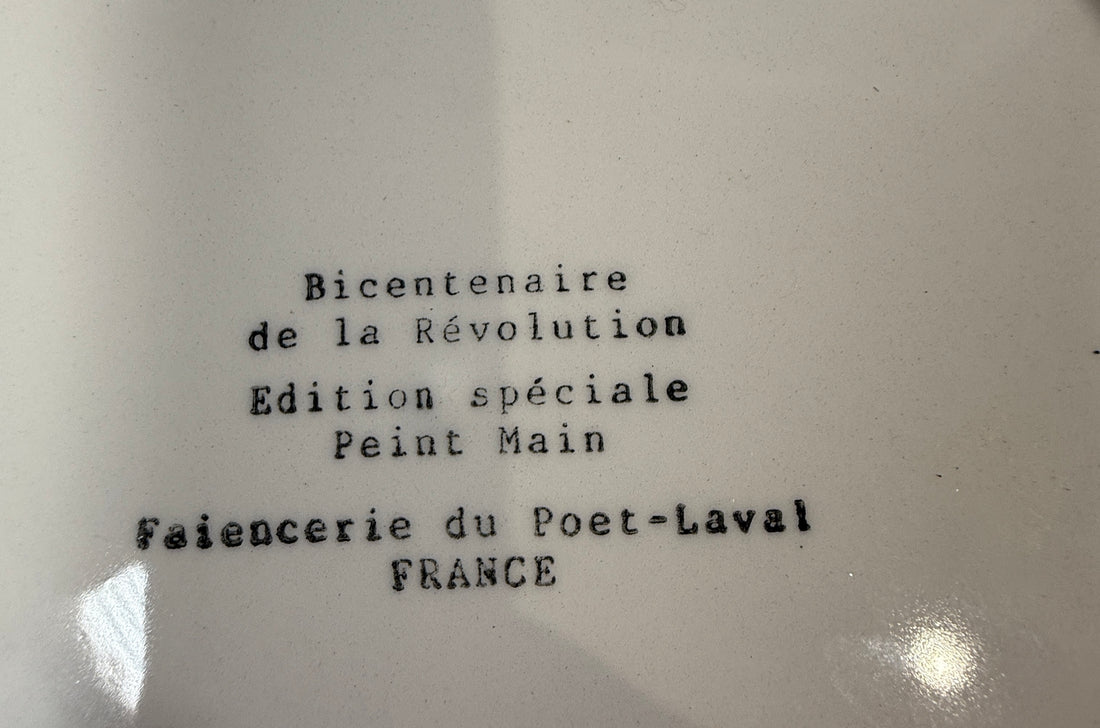 Bicentenaire
de la Révolution
Edition spéciale
Peint Main
Faiencerie du Poet-Laval
FRANCE